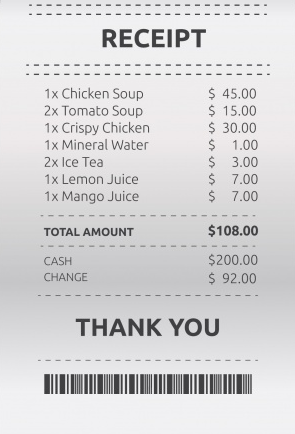 RECEIPT
1x Chicken Soup $ 45.00
2x Tomato Soup $ 15.00
1x Crispy Chicken $ 30.00
1x Mineral Water $ 1.00
2x Ice Tea $ 3.00
1x Lemon Juice $ 7.00
1x Mango Juice $ 7.00
TOTAL AMOUNT $108.00
CASH $200.00
CHANGE $ 92.00
THANK YOU